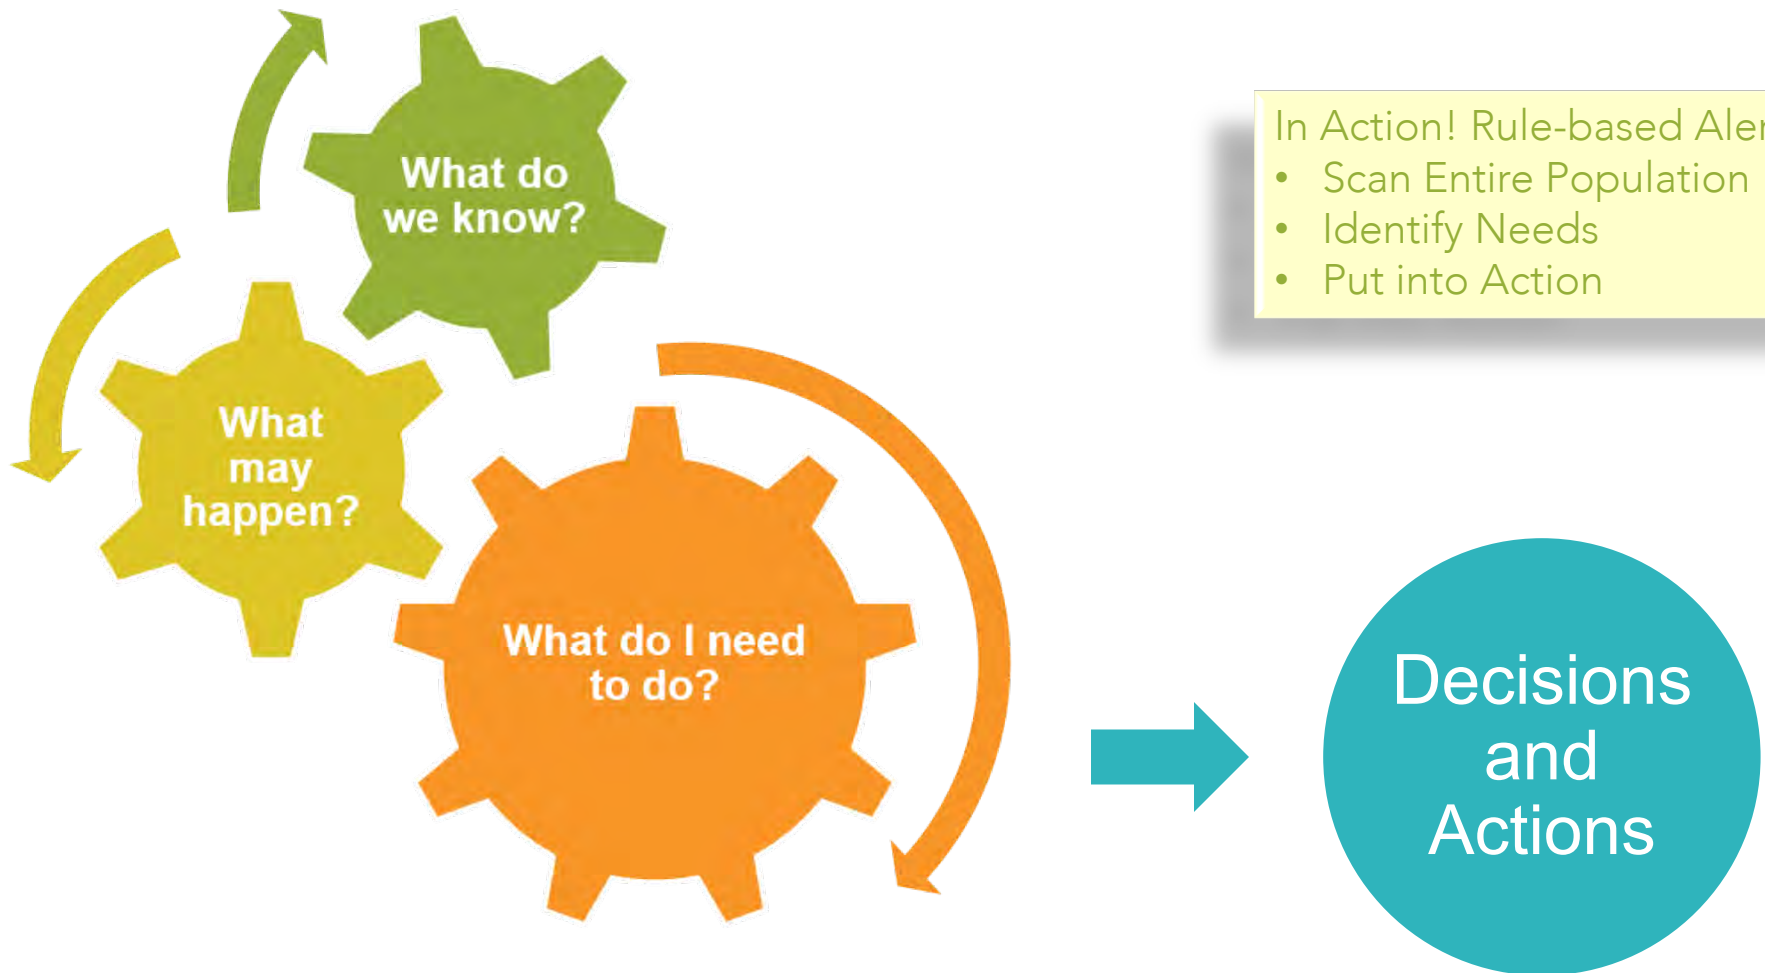 What do
we know?
What
may
happen?
What do I need
to do?
In Action! Rule-based
• Scan Entire Population
• Identify Needs
• Put into Action
Decisions
and
Actions